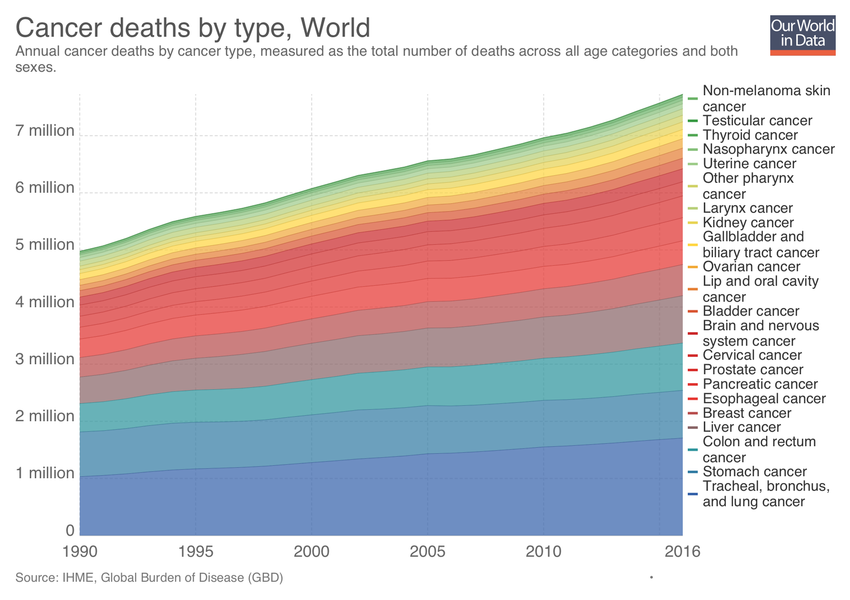 Cancer deaths by type, World
Our World
in Data
Annual cancer deaths by cancer type, measured as the total number of deaths across all age categories and both
sexes.
7 million
6 million
5 million
4 million
3 million
2 million
1 million
0
1990
1995
2000
2005
2010
2016
Non-melanoma skin
cancer
Testicular cancer
Thyroid cancer
Nasopharynx cancer
Uterine cancer
Other pharynx
cancer
Larynx cancer
Kidney cancer
Gallbladder and
biliary tract cancer
Ovarian cancer
Lip and oral cavity
cancer
Bladder cancer
Brain and nervous
system cancer
Cervical cancer
Prostate cancer
Pancreatic cancer
Esophageal cancer
Breast cancer
Liver cancer
Colon and rectum
cancer
Stomach cancer
Tracheal, bronchus,
and lung cancer
Source: IHME, Global Burden of Disease (GBD)